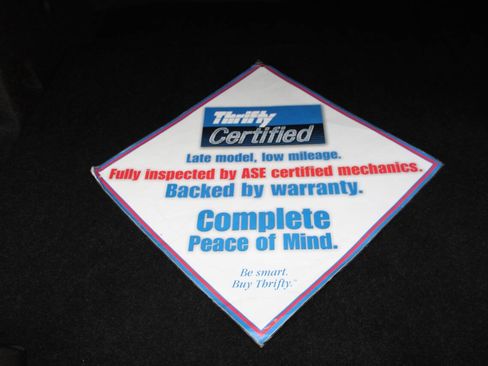 Thrifty
Certified
Late model, low mileage.
Fully inspected by ASE certified mechanics.
Backed by warranty.
Complete
Peace of Mind.
Be smart.
Buy Thrifty.™